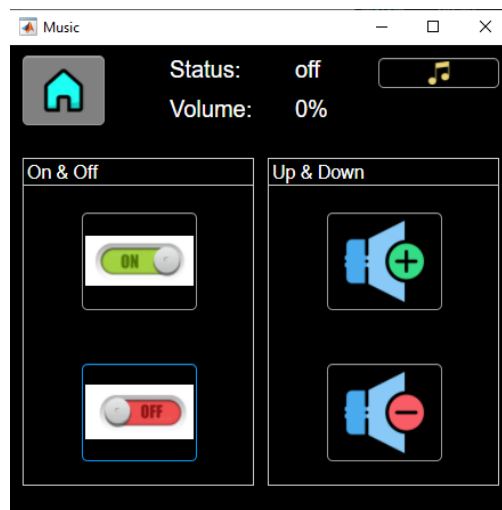 Music
Status: off
Volume: 0%
On & Off
Up & Down
ON
OFF